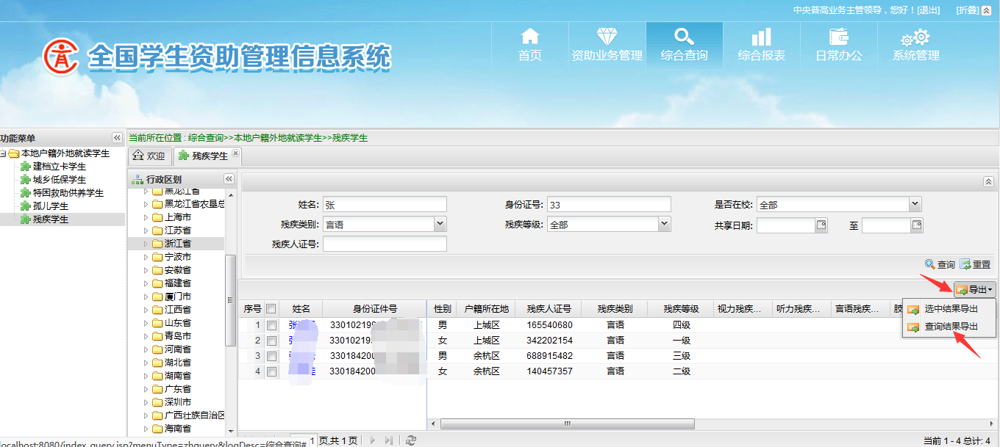 中央普高业务主管领导，您好！[退出] [折叠]
全国学生资助管理信息系统
首页 资助业务管理 综合查询 综合报表 日常办公 系统管理
功能菜单
本地户籍外地就读学生
建档立卡学生
城乡低保学生
特困救助供养学生
孤儿学生
残疾学生
当前所在位置 : 综合查询>>本地户籍外地就读学生>>残疾学生
欢迎 残疾学生
行政区划
黑龙江省
黑龙江省农垦总
上海市
江苏省
浙江省
宁波市
安徽省
福建省
厦门市
江西省
山东省
青岛市
河南省
湖北省
湖南省
广东省
深圳市
广西壮族自治区
海南省
姓名: 张 身份证号: 33 是否在校: 全部
残疾类别: 言语 残疾等级: 全部 共享日期: 至
残疾人证号:
查询 重置
导出
选中结果导出
查询结果导出
序号 姓名 身份证件号 性别 户籍所在地 残疾人证号 残疾类别 残疾等级 视力残疾... 听力残疾... 言语残疾... 肢
1 330102199 男 上城区 165540680 言语 四级
2 33010219 女 上城区 342202154 言语 一级
3 330184200 男 余杭区 688915482 言语 三级
4 330184200 女 余杭区 140457357 言语 二级
1 页,共 1 页
当前 1 - 4 总计: 4
localhost:8080/index_query.jsp?menuType=zhquery&logDesc=综合查询#